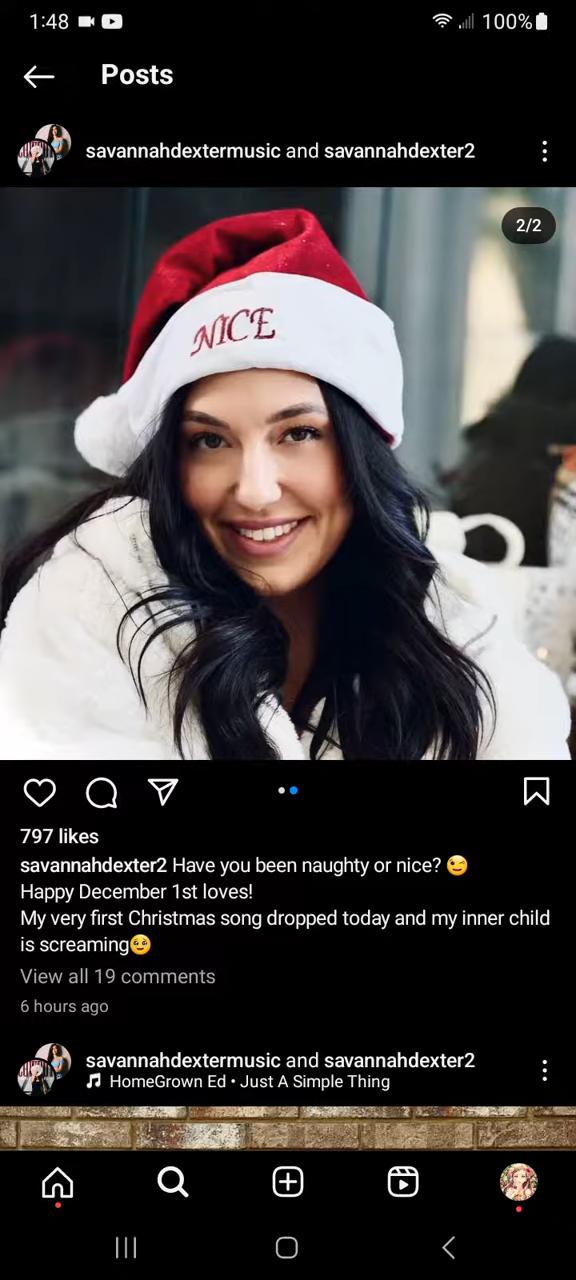 1:48 100%
Posts
savannahdextermusic and savannahdexter2
2/2
NICE
797 likes
savannahdexter2 Have you been naughty or nice? 😉
Happy December 1st loves!
My very first Christmas song dropped today and my inner child
is screaming🥹
View all 19 comments
6 hours ago
savannahdextermusic and savannahdexter2
HomeGrown Ed • Just A Simple Thing